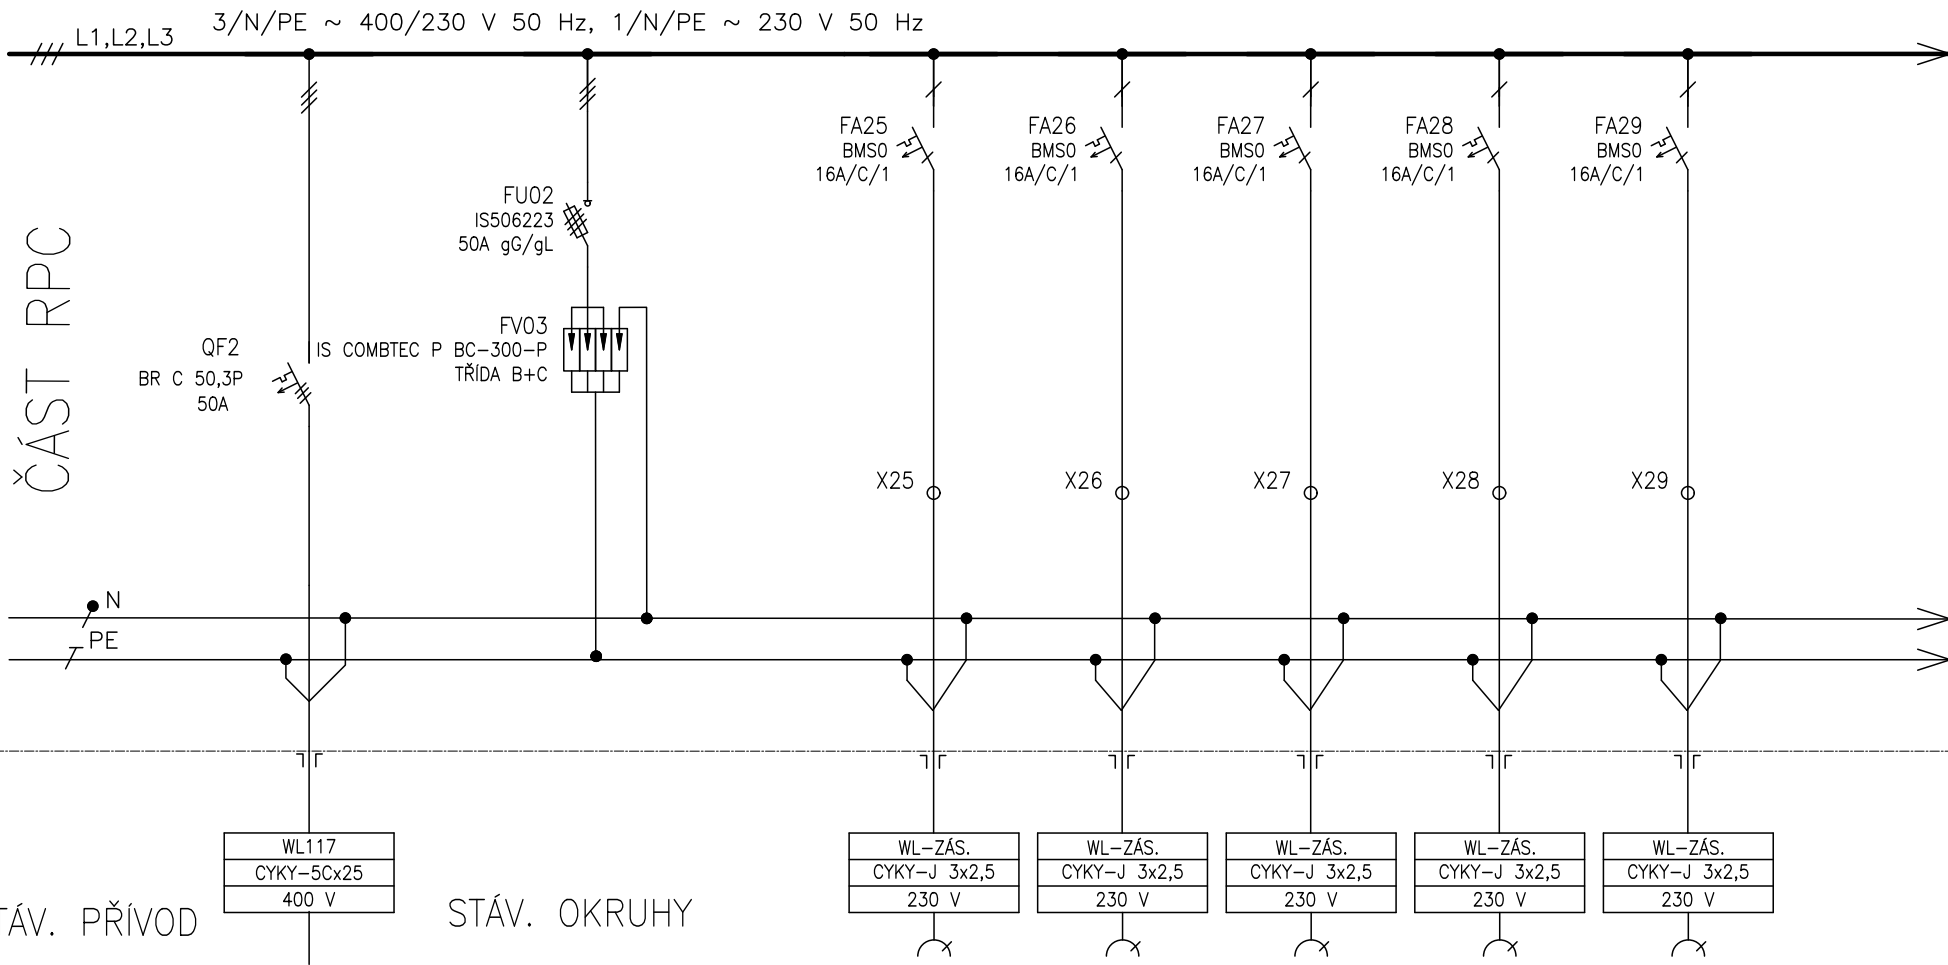 3/N/PE ~ 400/230 V 50 Hz, 1/N/PE ~ 230 V 50 Hz
L1,L2,L3
ČÁST RPC
QF2
BR C 50,3P
50A
FU02
IS506223
50A gG/gL
FV03
IS COMBTEC P BC-300-P
TŘÍDA B+C
FA25
BMS0
16A/C/1
FA26
BMS0
16A/C/1
FA27
BMS0
16A/C/1
FA28
BMS0
16A/C/1
FA29
BMS0
16A/C/1
X25
X26
X27
X28
X29
N
PE
WL117
CYKY-5Cx25
400 V
WL-ZÁS.
CYKY-J 3x2,5
230 V
WL-ZÁS.
CYKY-J 3x2,5
230 V
WL-ZÁS.
CYKY-J 3x2,5
230 V
WL-ZÁS.
CYKY-J 3x2,5
230 V
WL-ZÁS.
CYKY-J 3x2,5
230 V
TÁV. PŘÍVOD
STÁV. OKRUHY